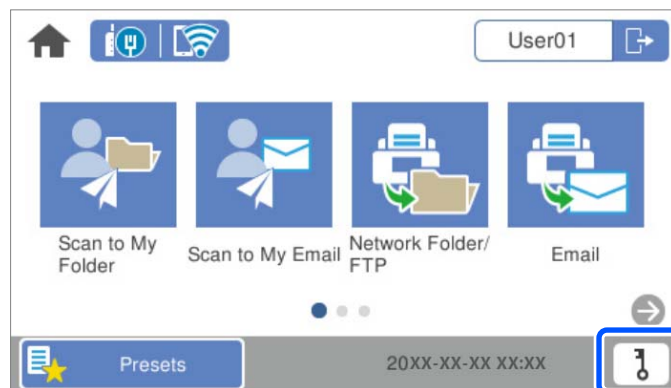 User01
Scan to My
Folder
Scan to My Email
Network Folder/
FTP
Email
Presets
20XX-XX-XX XX:XX